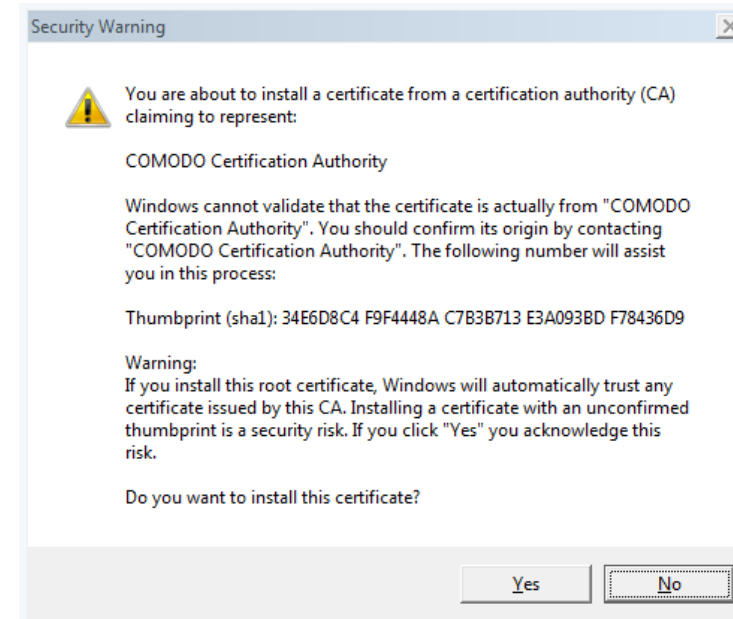 Security Warning
You are about to install a certificate from a certification authority (CA)
claiming to represent:
COMODO Certification Authority
Windows cannot validate that the certificate is actually from "COMODO
Certification Authority". You should confirm its origin by contacting
"COMODO Certification Authority". The following number will assist
you in this process:
Thumbprint (sha1): 34E6D8C4 F9F4448A C7B3B713 E3A093BD F78436D9
Warning:
If you install this root certificate, Windows will automatically trust any
certificate issued by this CA. Installing a certificate with an unconfirmed
thumbprint is a security risk. If you click "Yes" you acknowledge this
risk.
Do you want to install this certificate?
Yes No